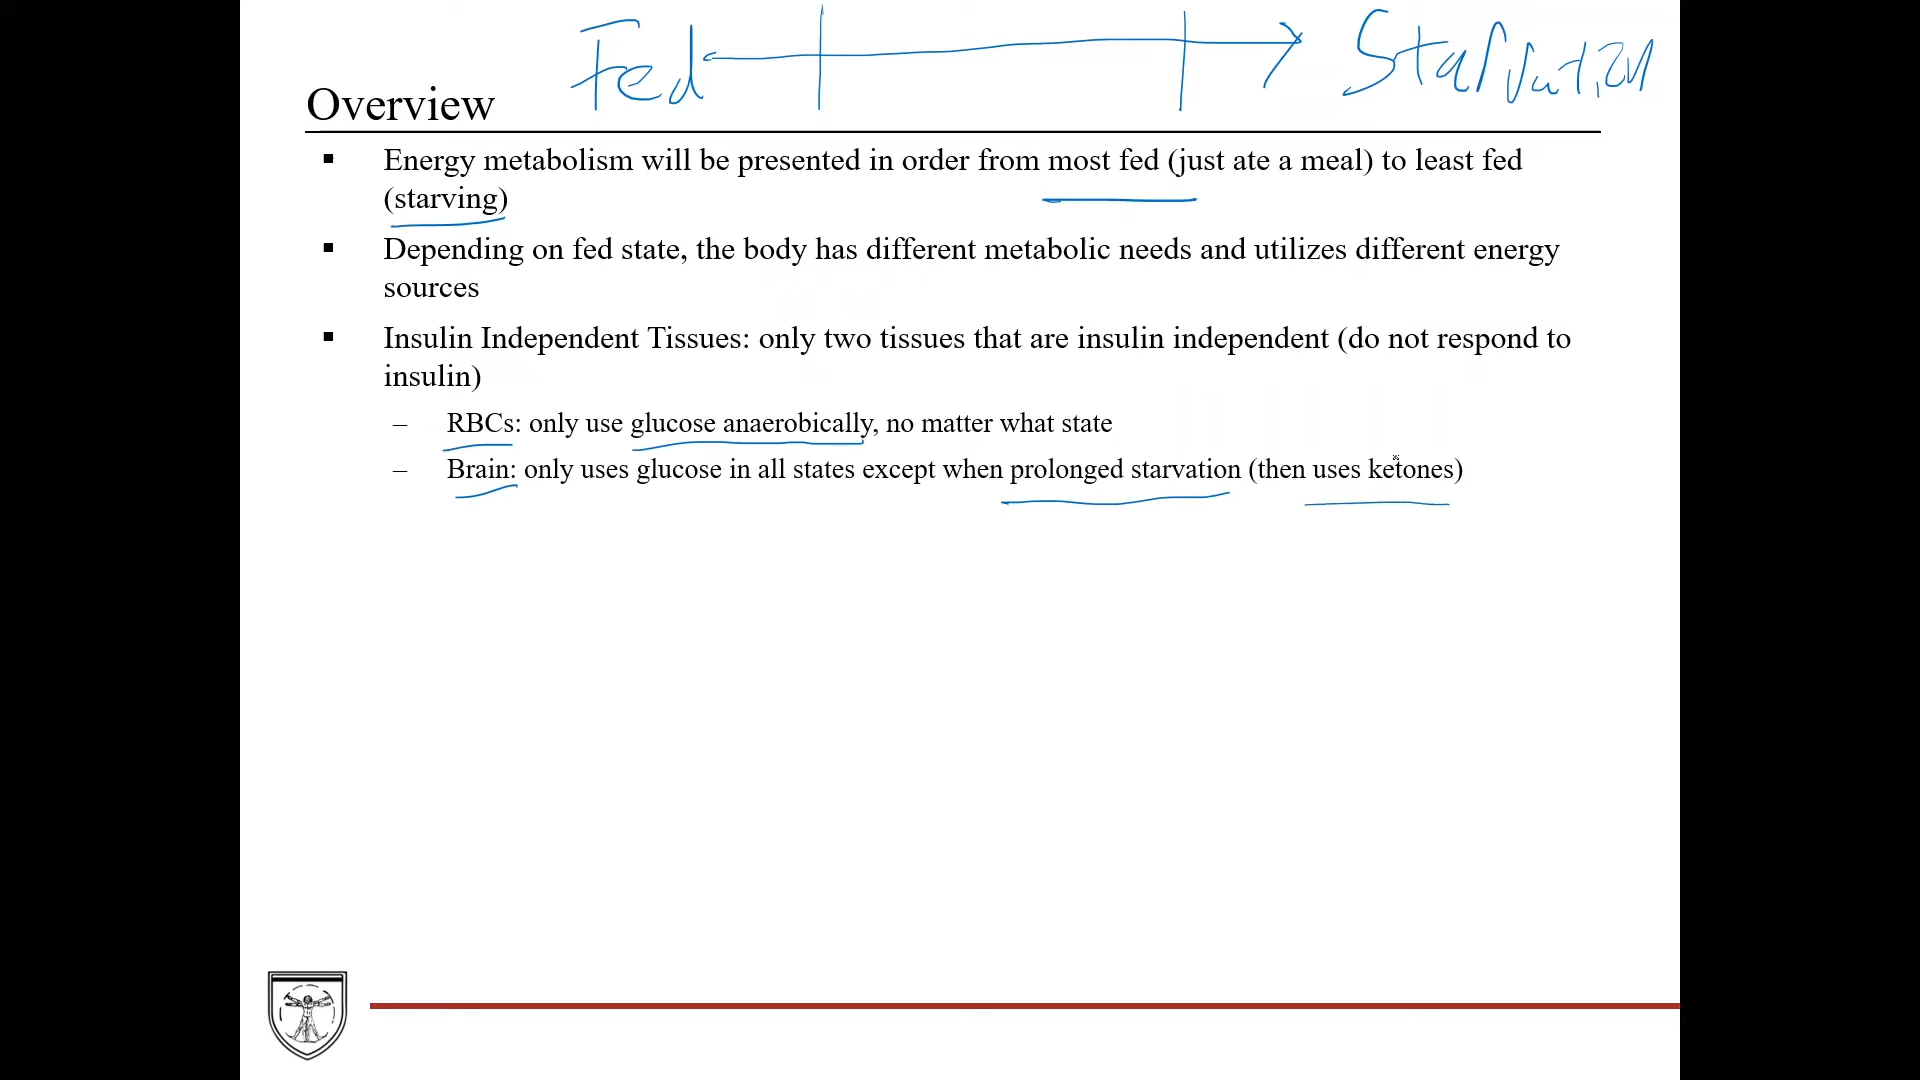 Fed Starvation
Overview
▪ Energy metabolism will be presented in order from most fed (just ate a meal) to least fed
(starving)
▪ Depending on fed state, the body has different metabolic needs and utilizes different energy
sources
▪ Insulin Independent Tissues: only two tissues that are insulin independent (do not respond to
insulin)
– RBCs: only use glucose anaerobically, no matter what state
– Brain: only uses glucose in all states except when prolonged starvation (then uses ketones)